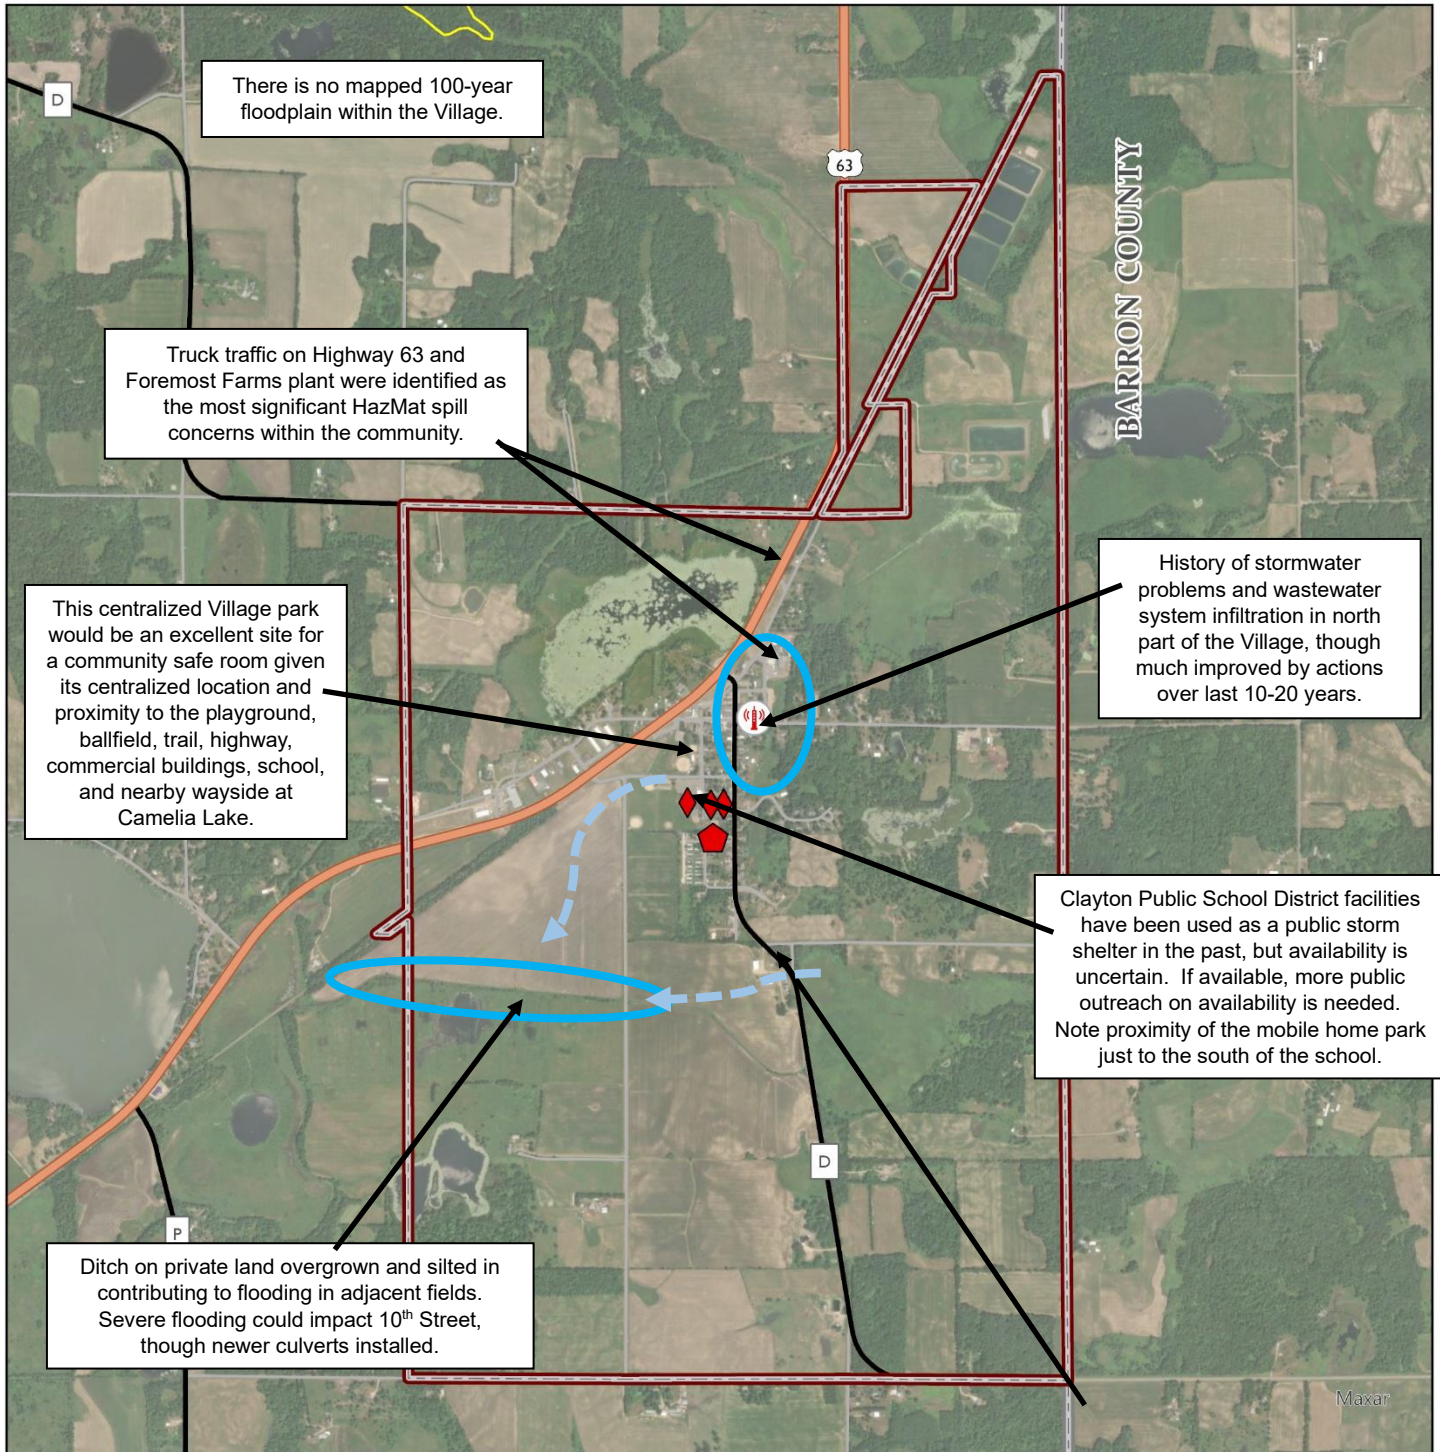 There is no mapped 100-year
floodplain within the Village.
D
63
BARRON COUNTY
Truck traffic on Highway 63 and
Foremost Farms plant were identified as
the most significant HazMat spill
concerns within the community.
History of stormwater
problems and wastewater
system infiltration in north
part of the Village, though
much improved by actions
over last 10-20 years.
This centralized Village park
would be an excellent site for
a community safe room given
its centralized location and
proximity to the playground,
ballfield, trail, highway,
commercial buildings, school,
and nearby wayside at
Camelia Lake.
Clayton Public School District facilities
have been used as a public storm
shelter in the past, but availability is
uncertain.  If available, more public
outreach on availability is needed.
Note proximity of the mobile home park
just to the south of the school.
D
P
Ditch on private land overgrown and silted in
contributing to flooding in adjacent fields.
Severe flooding could impact 10th Street,
though newer culverts installed.
Maxar